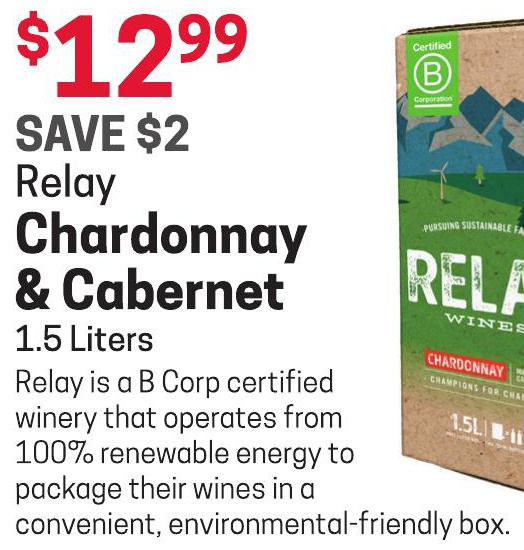 $12.99
SAVE $2
Relay
Chardonnay
& Cabernet
1.5 Liters
Relay is a B Corp certified
winery that operates from
100% renewable energy to
package their wines in a
convenient, environmental-friendly box.
Certified
B
Corporation
PURSUING SUSTAINABLE
RELA
WINES
CHARDONNAY
CHAMPIONS FOR
1.5L